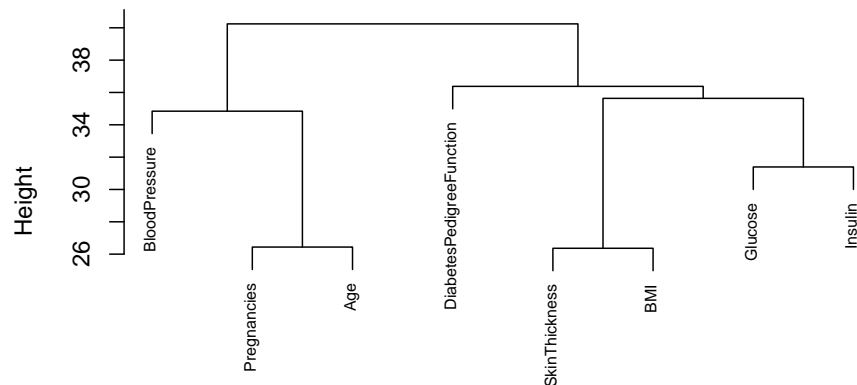 Height
38
34
30
26
BloodPressure
Pregnancies
Age
DiabetesPedigreeFunction
SkinThickness
BMI
Glucose
Insulin